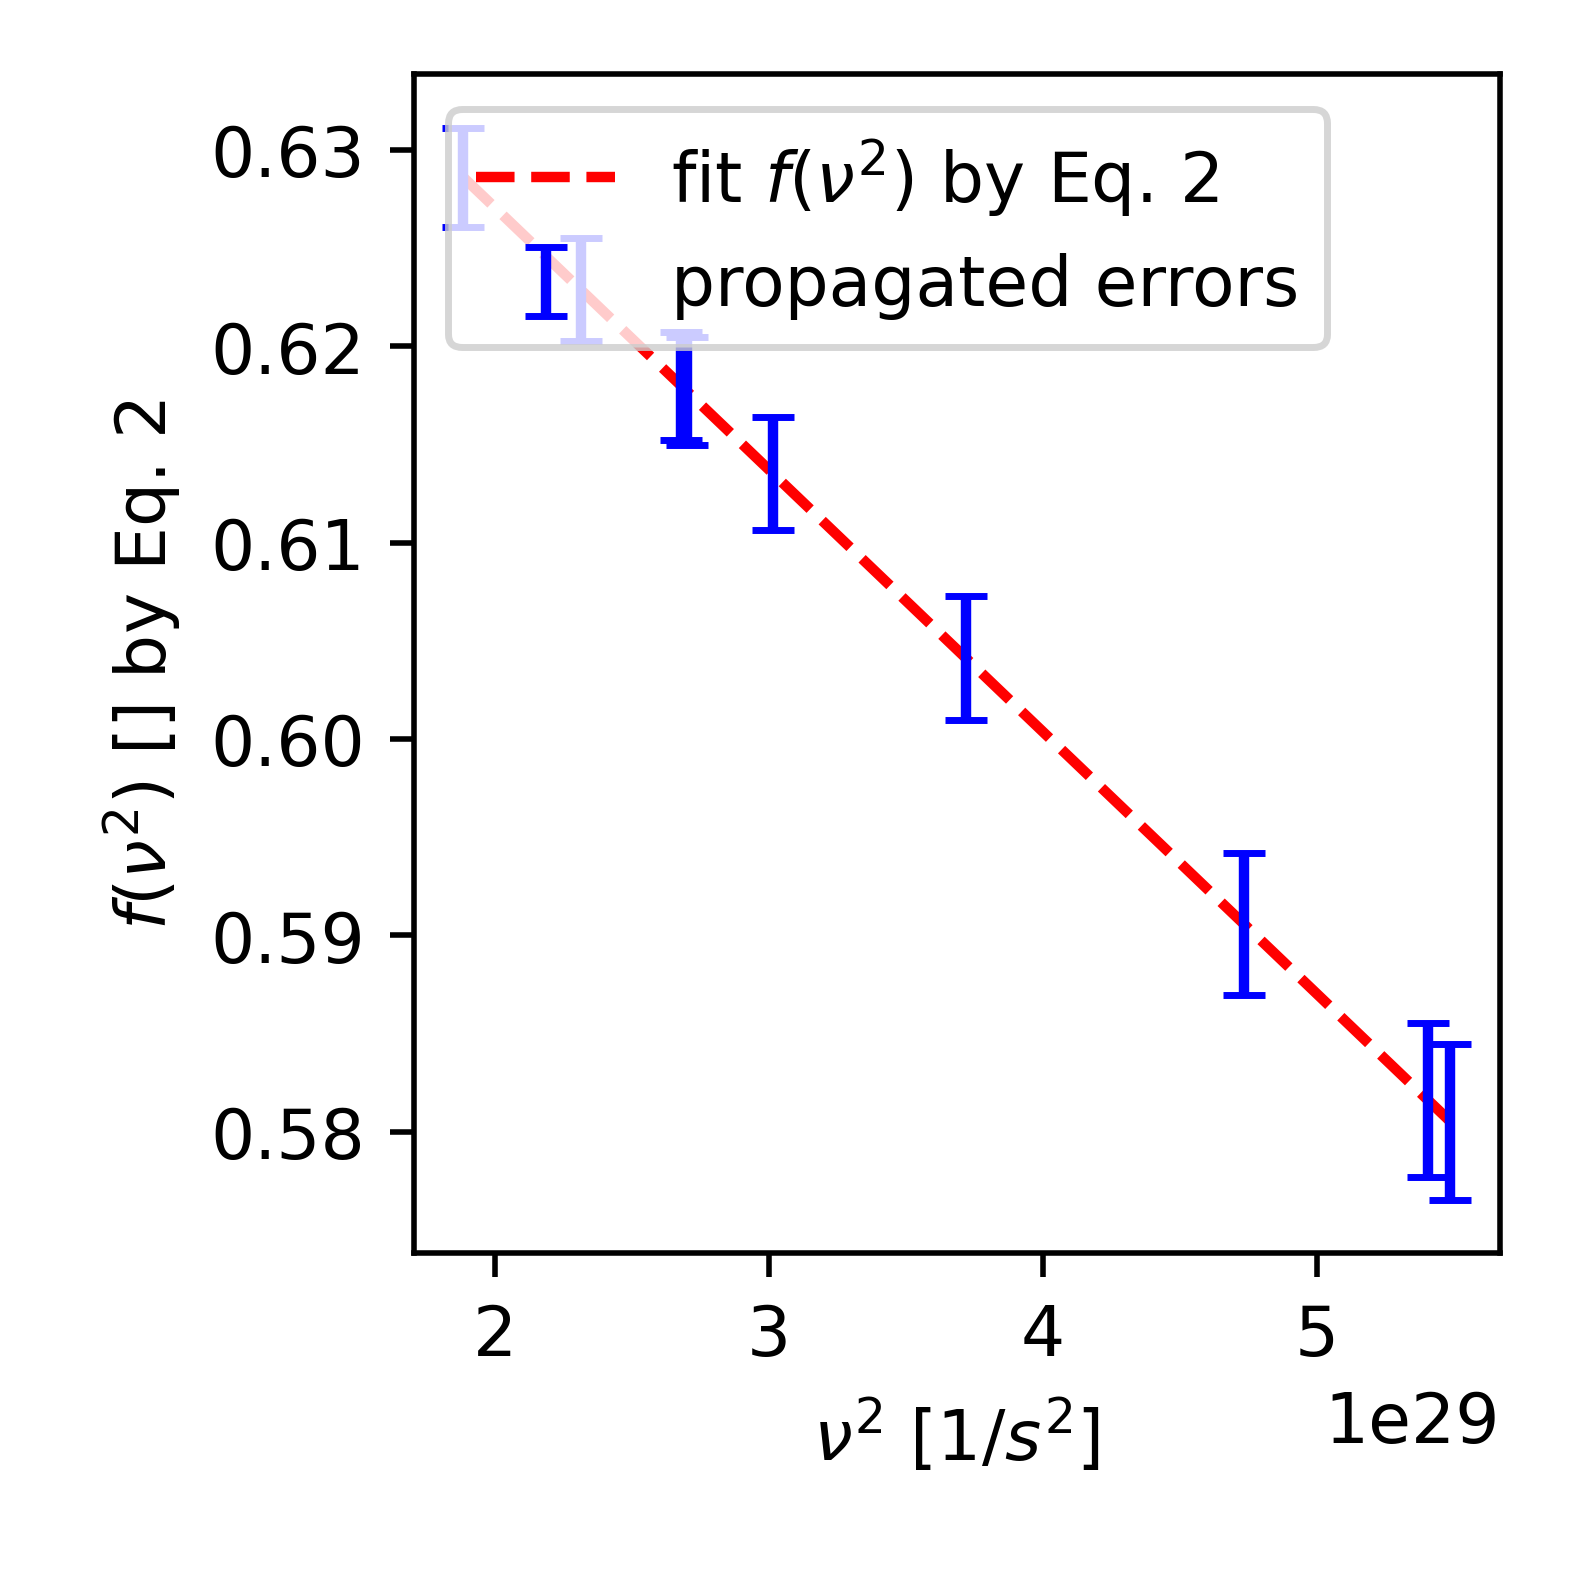 fit f(ν²) by Eq. 2
propagated errors
0.63
0.62
0.61
0.60
0.59
0.58
f(ν²) [] by Eq. 2
2 3 4 5
1e29
ν² [1/s²]